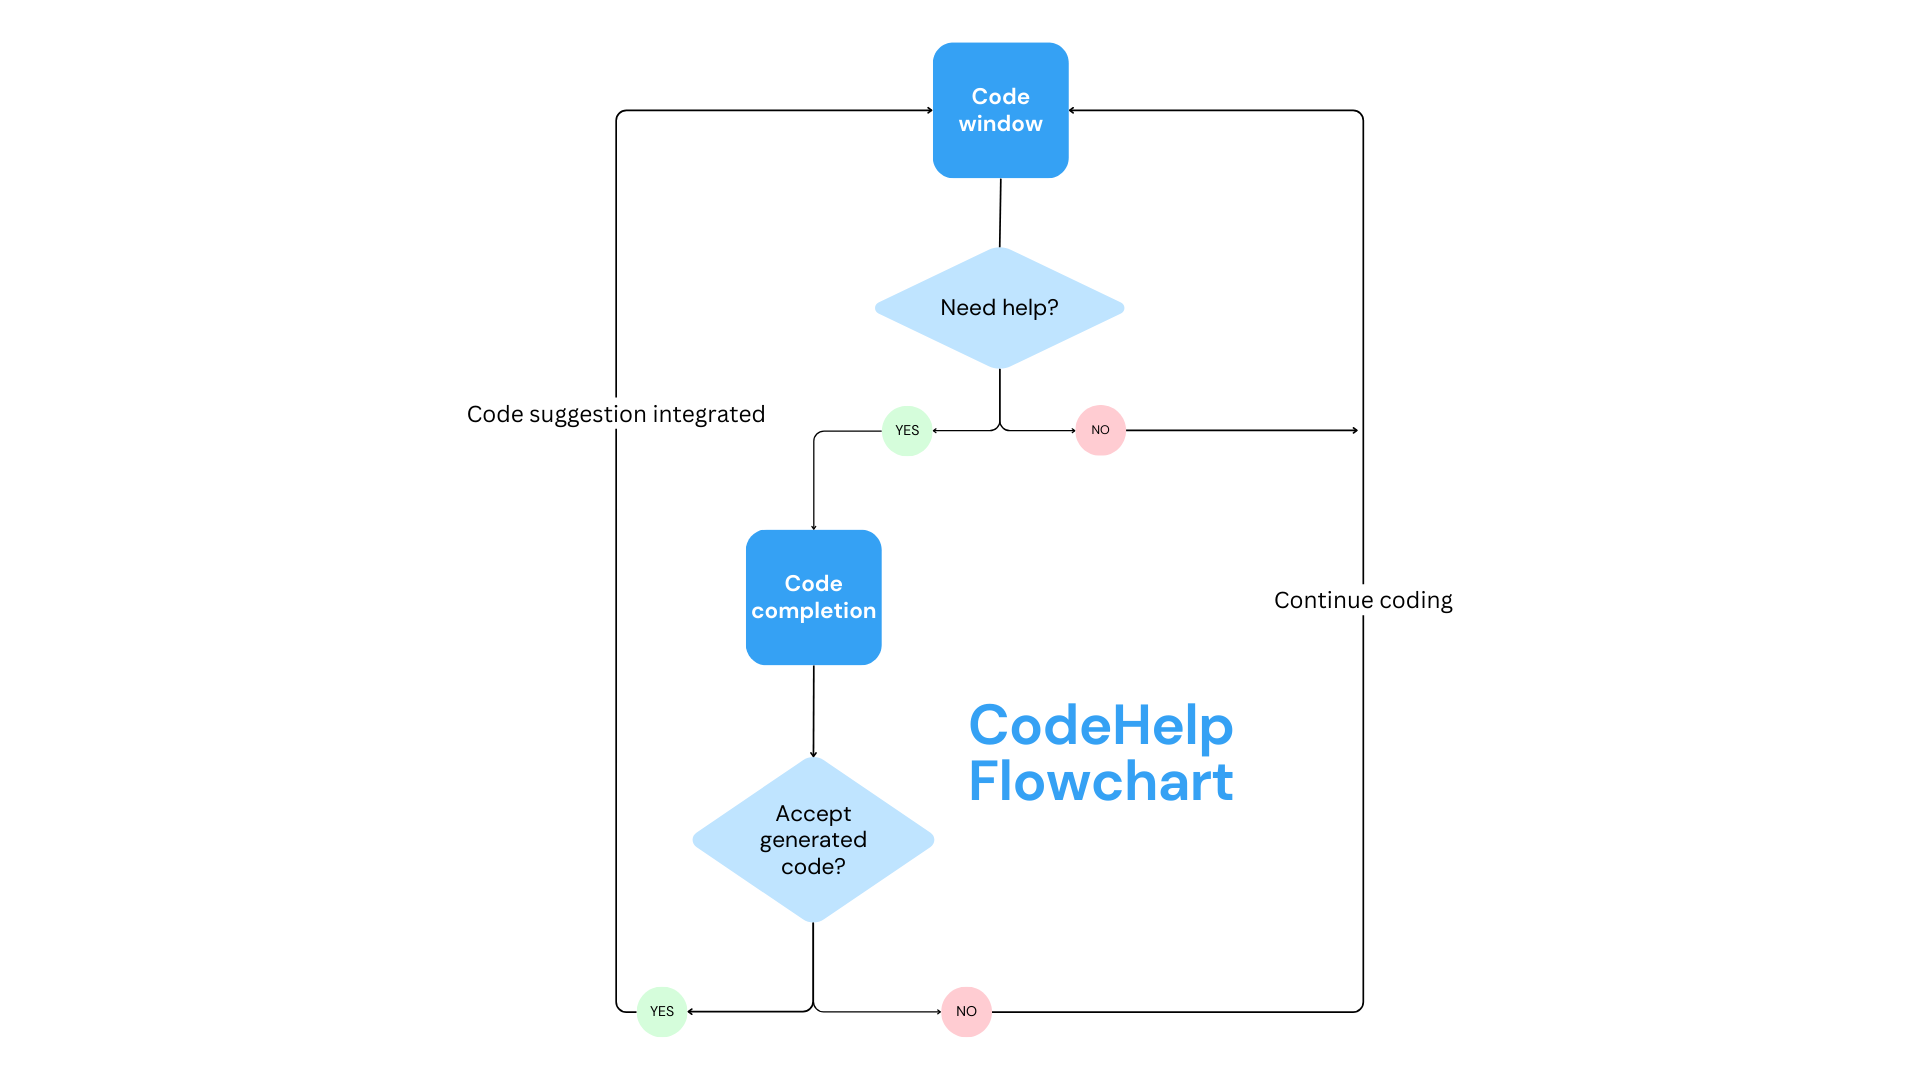 Code
window
Need help?
Code suggestion integrated
YES
NO
Code
completion
Continue coding
CodeHelp
Flowchart
Accept
generated
code?
YES
NO